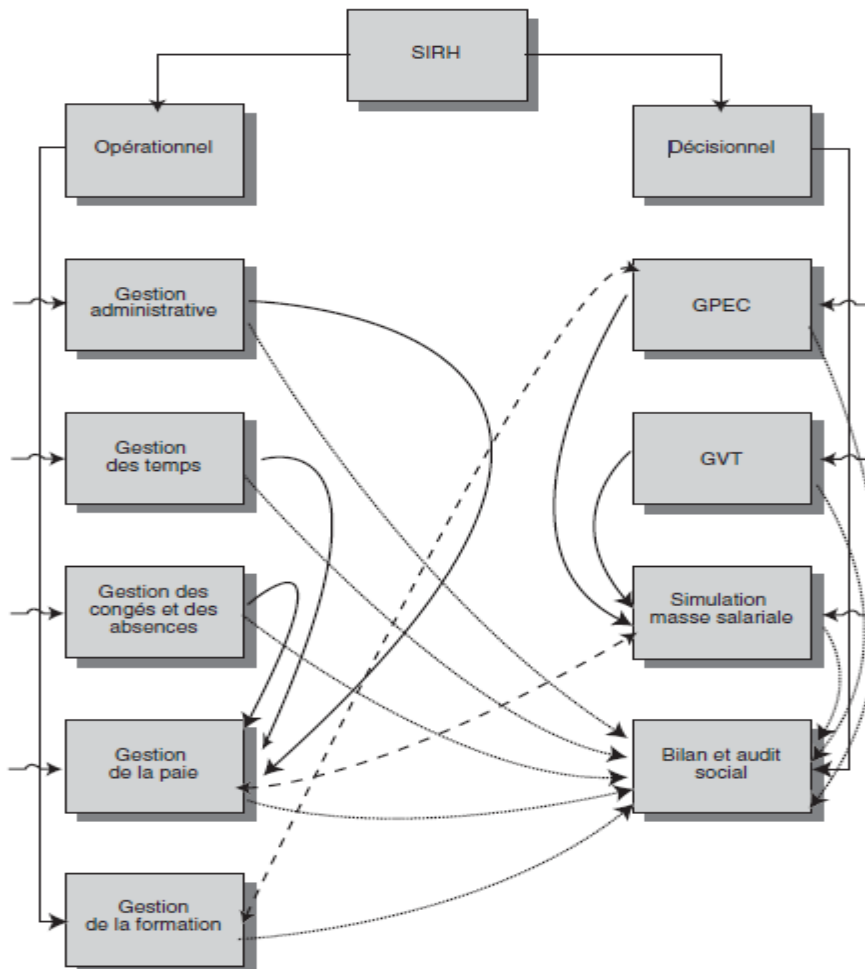 SIRH
Opérationnel
Décisionnel
Gestion
administrative
GPEC
Gestion
des temps
GVT
Gestion des
congés et des
absences
Simulation
masse salariale
Gestion
de la paie
Bilan et audit
social
Gestion
de la formation